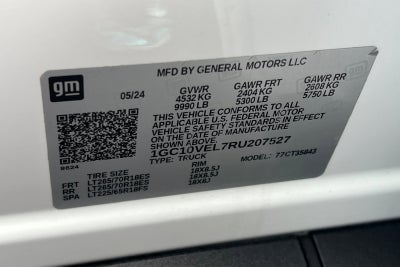 gm
MFD BY GENERAL MOTORS LLC
05/24 GVWR GAWR FRT GAWR RR
4532 KG 2404 KG 2608 KG
9990 LB 5300 LB 5750 LB
THIS VEHICLE CONFORMS TO ALL
APPLICABLE FEDERAL MOTOR
VEHICLE SAFETY STANDARDS IN
EFFECT ON THE DATE OF
MANUFACTURE SHOWN ABOVE.
1GC10VEL7RU207527
TYPE: TRUCK MODEL: 77CT35843
TIRE SIZE RIM
FRT LT265/70R18ES 18X8.5J
RR LT265/70R18ES 18X8.5J
SPA LT225/65R18FS 18X8J